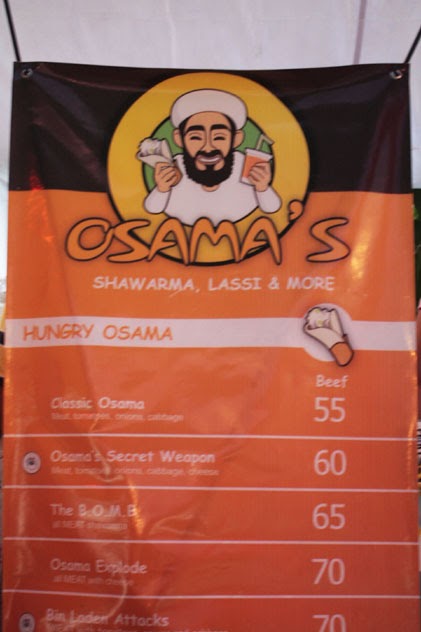 OSAMA'S
SHAWARMA, LASSI & MORE
HUNGRY OSAMA
Beef
Classic Osama 55
Meat, tomatoes, onions, cabbage
Osama's Secret Weapon 60
Meat, tomatoes, onions, cabbage, cheese
The B.O.M.B. 65
all MEAT shawarma
Osama Explode 70
all MEAT with cheese
Bin Laden Attacks 70